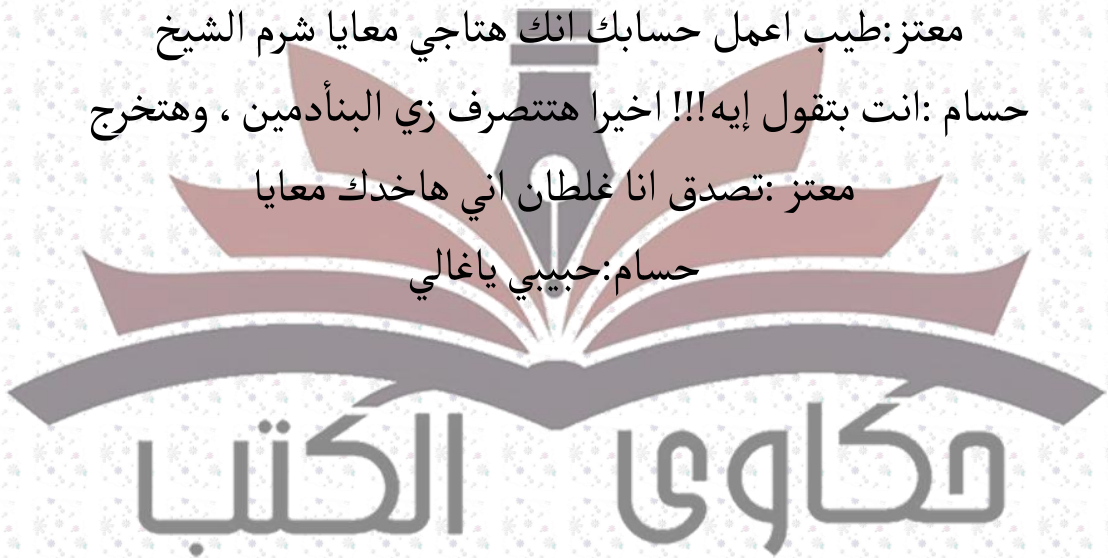 معتز:طيب اعمل حسابك انك هتاجي معايا شرم الشيخ
حسام :انت بتقول إيه!!! اخيرا هتتصرف زي البنأدمين ، وهتخرج
معتز :تصدق انا غلطان اني هاخدك معايا
حسام:حبيبي ياغالي
حكاوى الكتب